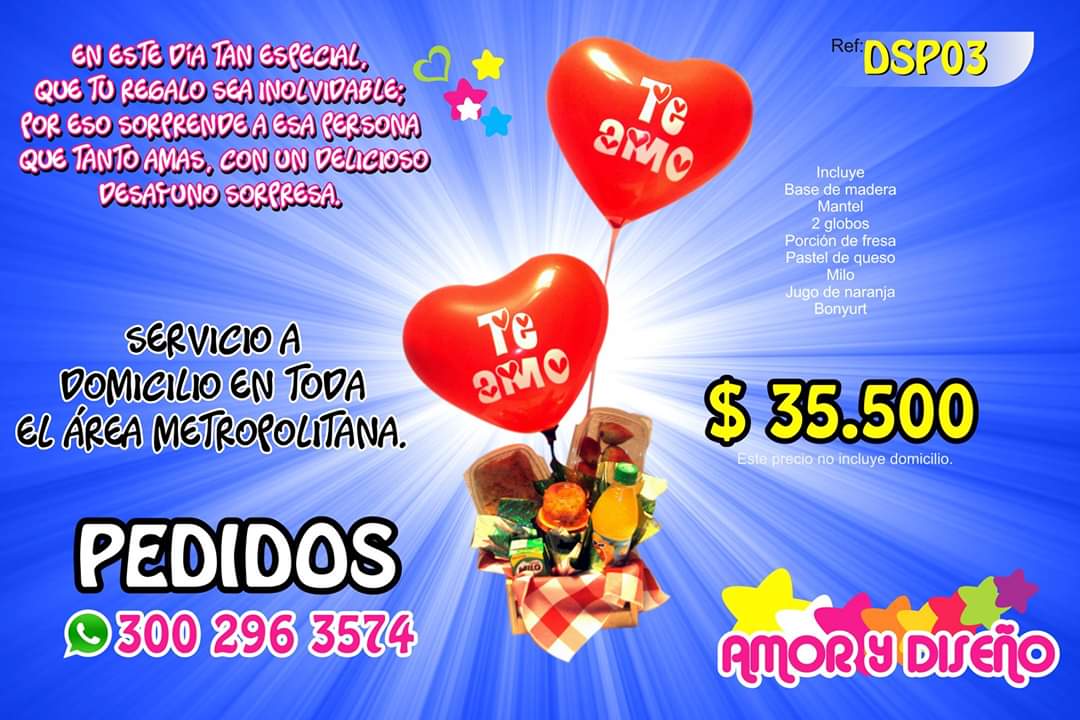 EN ESTE DÍA TAN ESPECIAL,
QUE TU REGALO SEA INOLVIDABLE;
POR ESO SORPRENDE A ESA PERSONA
QUE TANTO AMAS, CON UN DELICIOSO
DESAYUNO SORPRESA.
Ref: DSP03
Te
amo
Incluye
Base de madera
Mantel
2 globos
Porción de fresa
Pastel de queso
Milo
Jugo de naranja
Bonyurt
Te
amo
SERVICIO A
DOMICILIO EN TODA
EL ÁREA METROPOLITANA.
$ 35.500
Este precio no incluye domicilio.
MILO
PEDIDOS
300 296 3574
AMOR Y DISEÑO